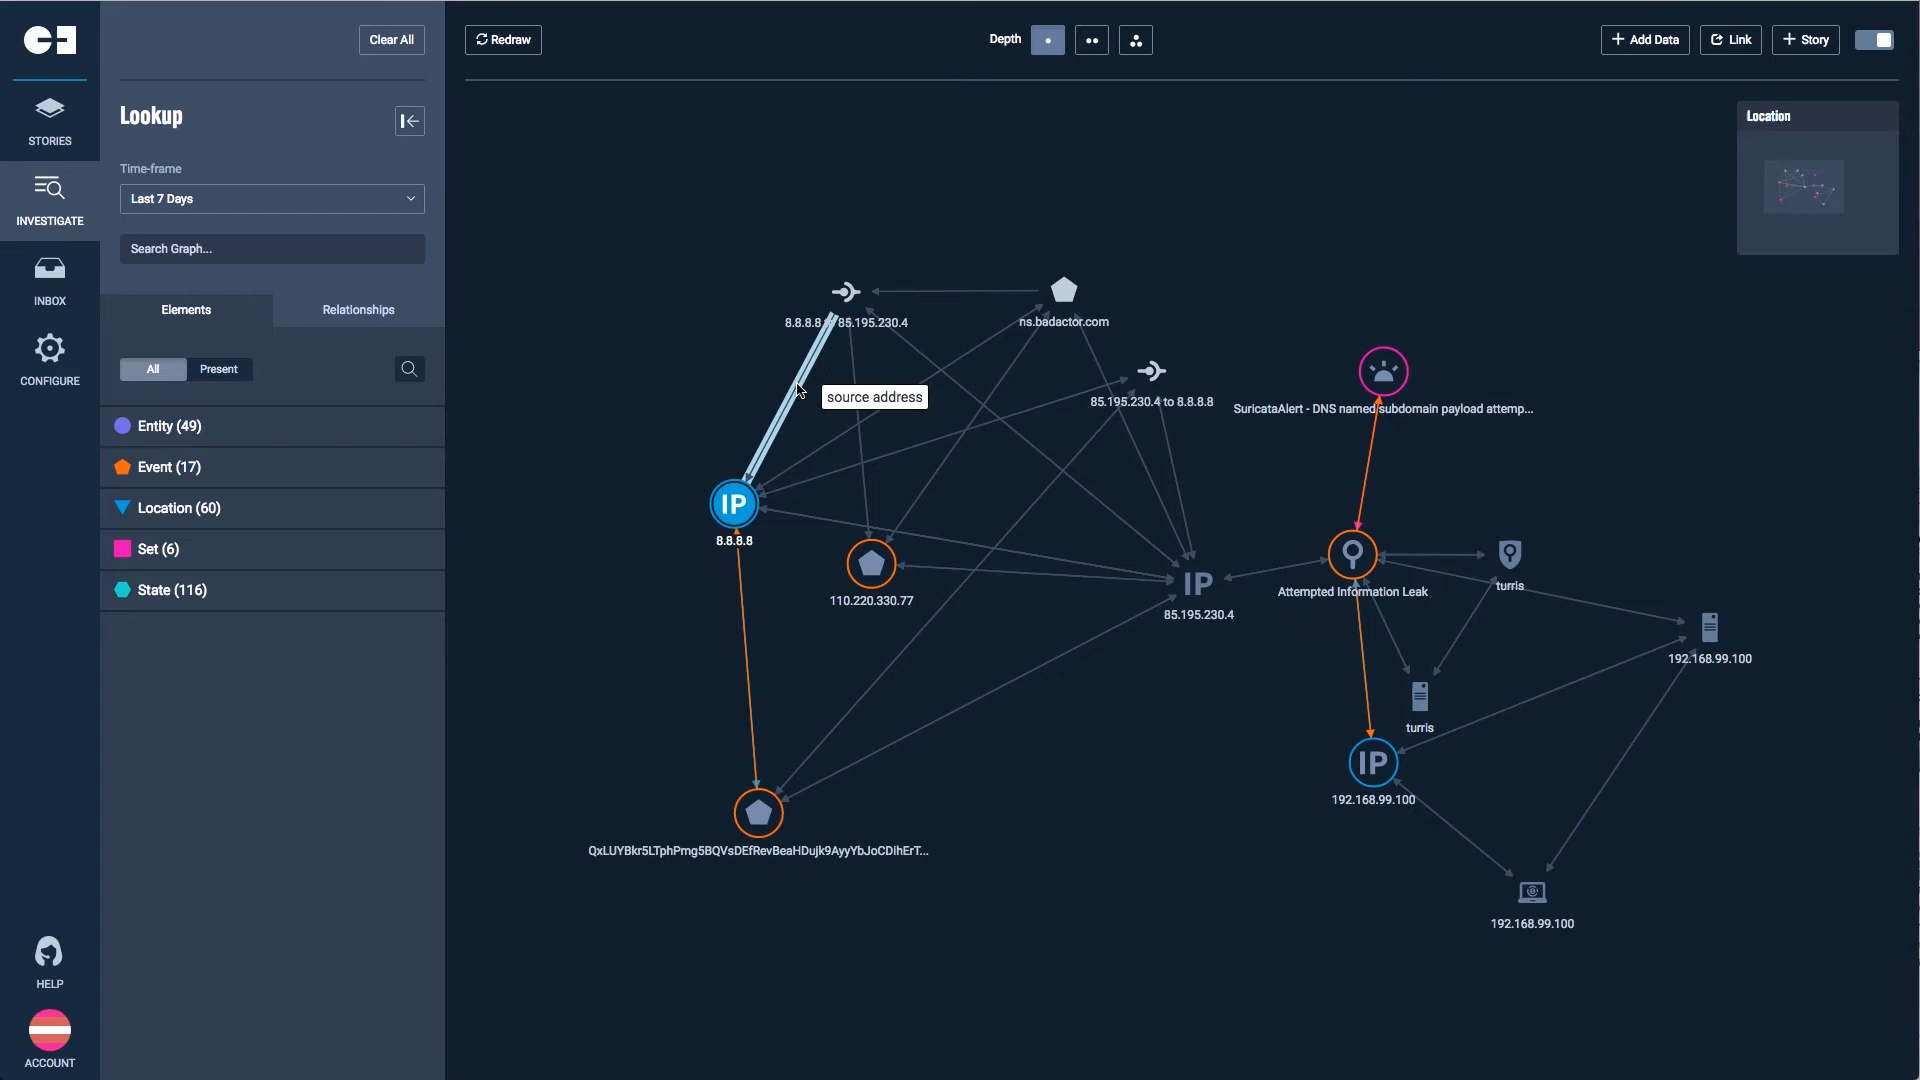 Clear All
Redraw
Depth
+ Add Data
Link
+ Story
Lookup
Location
STORIES
Time-frame
Last 7 Days
INVESTIGATE
Search Graph...
INBOX
Elements
Relationships
8.8.8.8 to 85.195.230.4
ns.badactor.com
All
Present
CONFIGURE
source address
85.195.230.4 to 8.8.8.8
SuricataAlert - DNS named subdomain payload attemp...
Entity (49)
Event (17)
Location (60)
IP
8.8.8.8
Set (6)
State (116)
110.220.330.77
IP
85.195.230.4
Attempted Information Leak
turris
192.168.99.100
turris
IP
192.168.99.100
QxLUYBkr5LTphPmg5BQVsDEfRevBeaHDujk9AyyYbJoCDihErT...
192.168.99.100
HELP
ACCOUNT